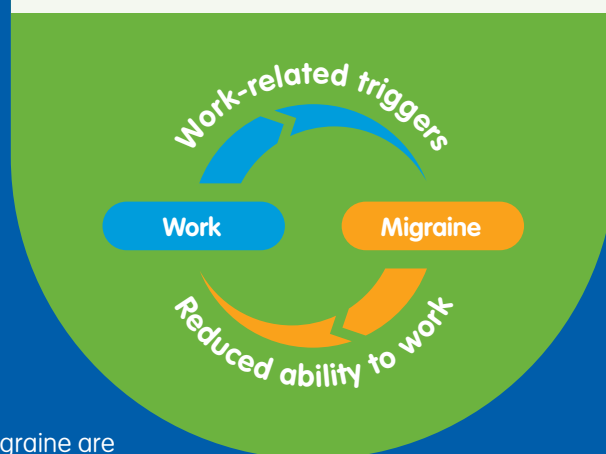 Work-related triggers
Work
Migraine
Reduced ability to work
graine are